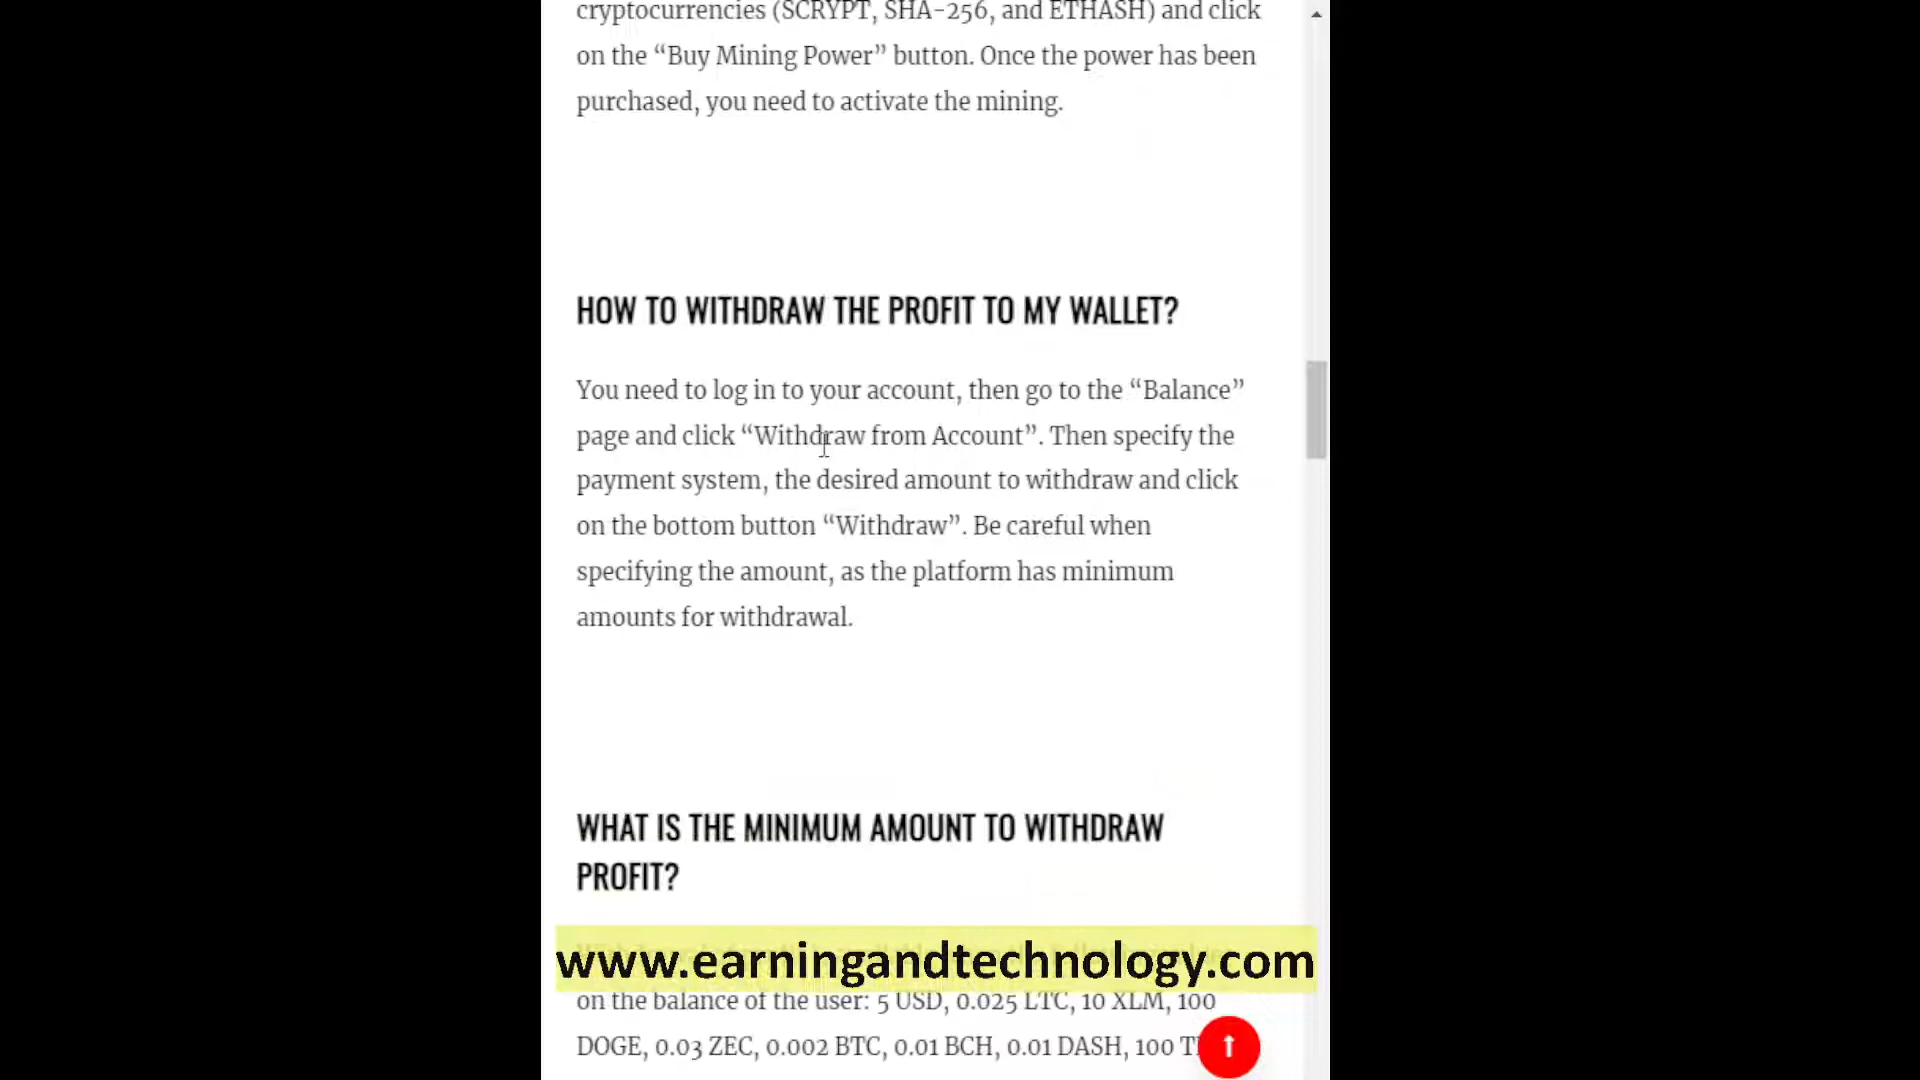 cryptocurrencies (SCRYPT, SHA-256, and ETHASH) and click
on the “Buy Mining Power” button. Once the power has been
purchased, you need to activate the mining.
HOW TO WITHDRAW THE PROFIT TO MY WALLET?
You need to log in to your account, then go to the “Balance”
page and click “Withdraw from Account”. Then specify the
payment system, the desired amount to withdraw and click
on the bottom button “Withdraw”. Be careful when
specifying the amount, as the platform has minimum
amounts for withdrawal.
WHAT IS THE MINIMUM AMOUNT TO WITHDRAW
PROFIT?
www.earningandtechnology.com
on the balance of the user: 5 USD, 0.025 LTC, 10 XLM, 100
DOGE, 0.03 ZEC, 0.002 BTC, 0.01 BCH, 0.01 DASH, 100